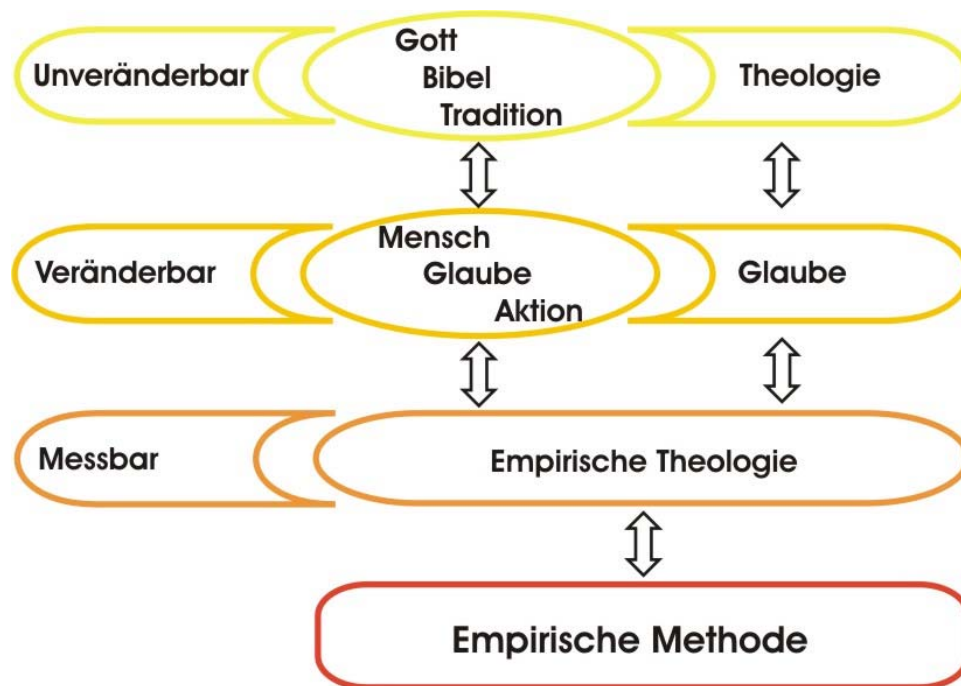 Gott
Unveränderbar
Bibel
Theologie
Tradition
Mensch
Veränderbar
Glaube
Glaube
Aktion
Messbar
Empirische Theologie
Empirische Methode